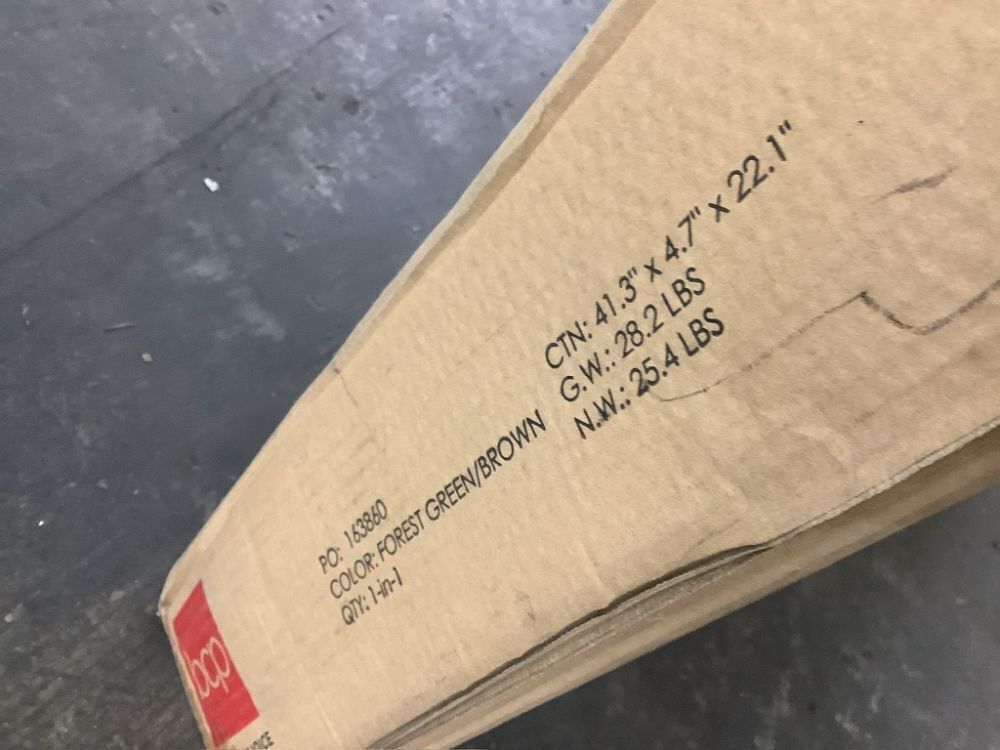 CTN: 41.3" x 4.7" x 22.1"
G.W.: 28.2 LBS
N.W.: 25.4 LBS
PO: 163860
COLOR: FOREST GREEN/BROWN
QTY: 1-in-1
bcp